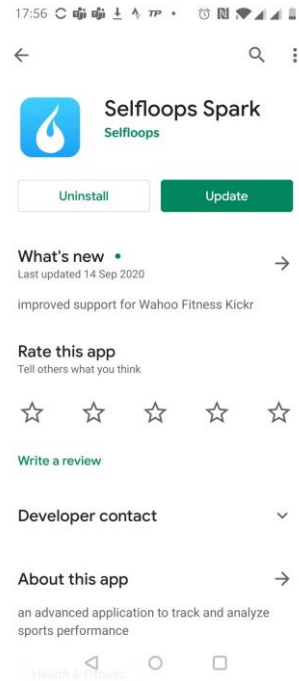 17:56 TP
Selfloops Spark
Selfloops
Uninstall Update
What's new
Last updated 14 Sep 2020
improved support for Wahoo Fitness Kickr
Rate this app
Tell others what you think
Write a review
Developer contact
About this app
an advanced application to track and analyze
sports performance
Health & Fitness